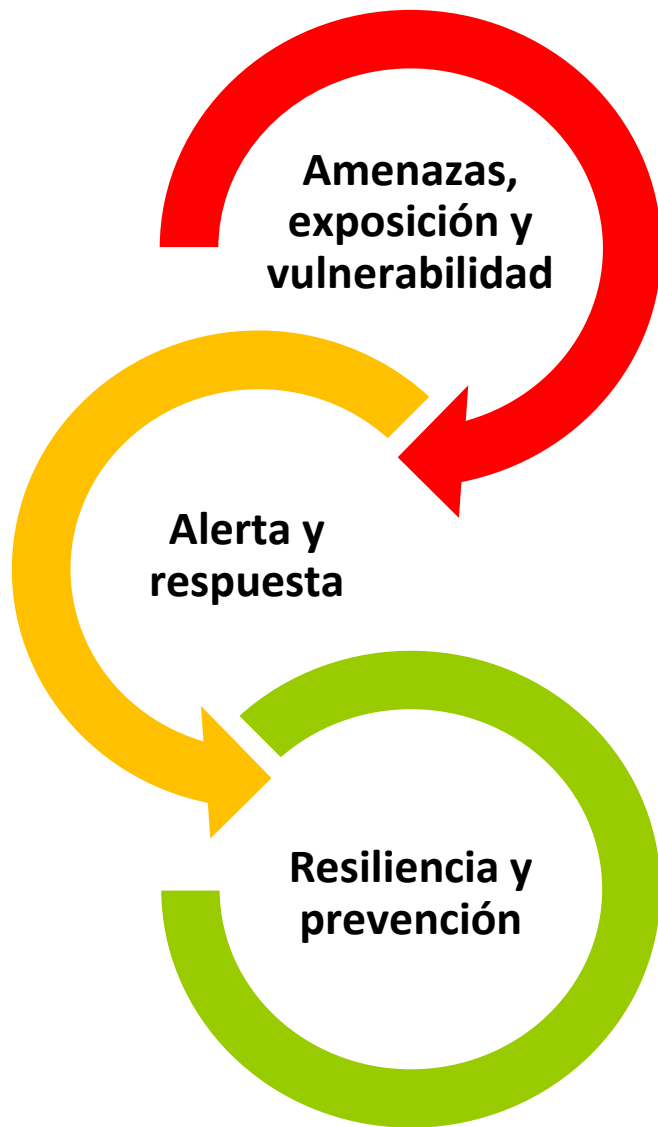 Amenazas,
exposición y
vulnerabilidad
Alerta y
respuesta
Resiliencia y
prevención